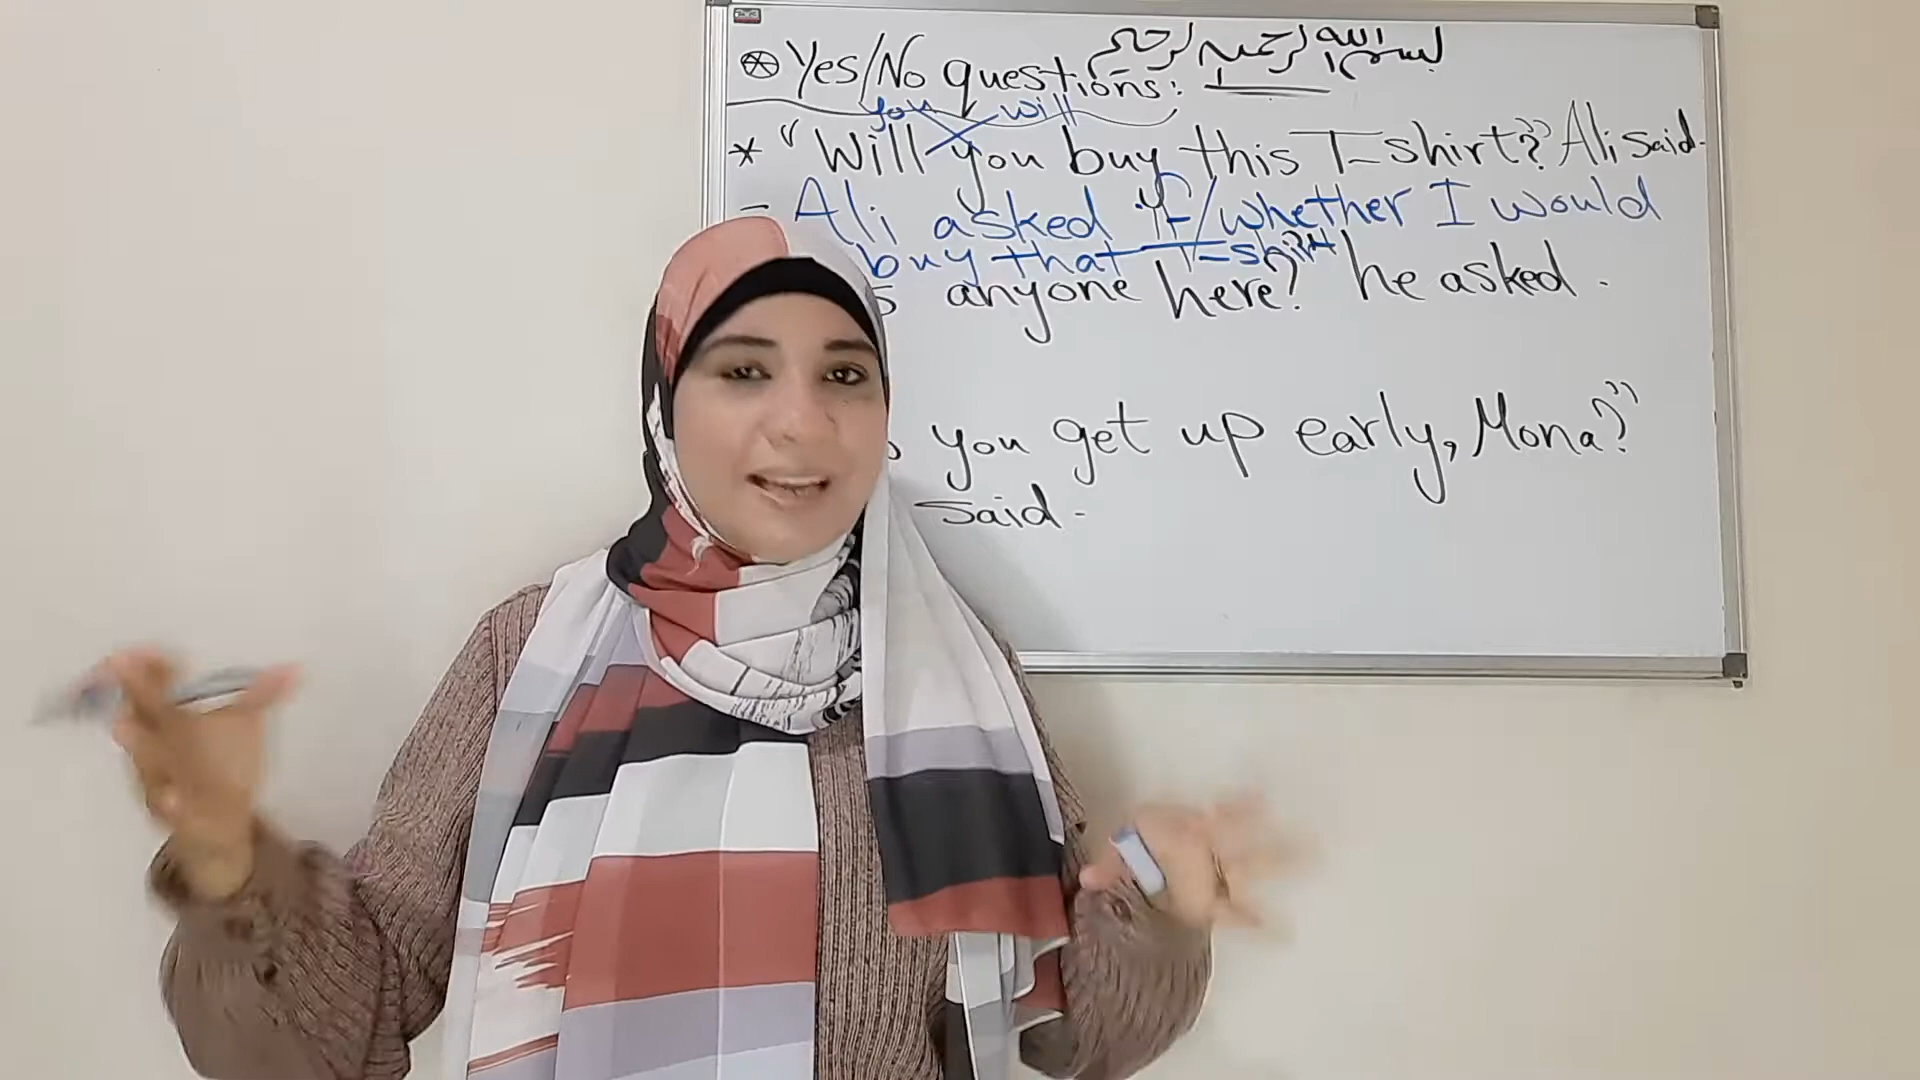 بسم الله الرحمن الرحيم
Yes/No questions:
you will
* "Will you buy this T-shirt?" Ali said.
- Ali asked if/whether I would
buy that T-shirt
anyone here? he asked.
you get up early, Mona?"
said.